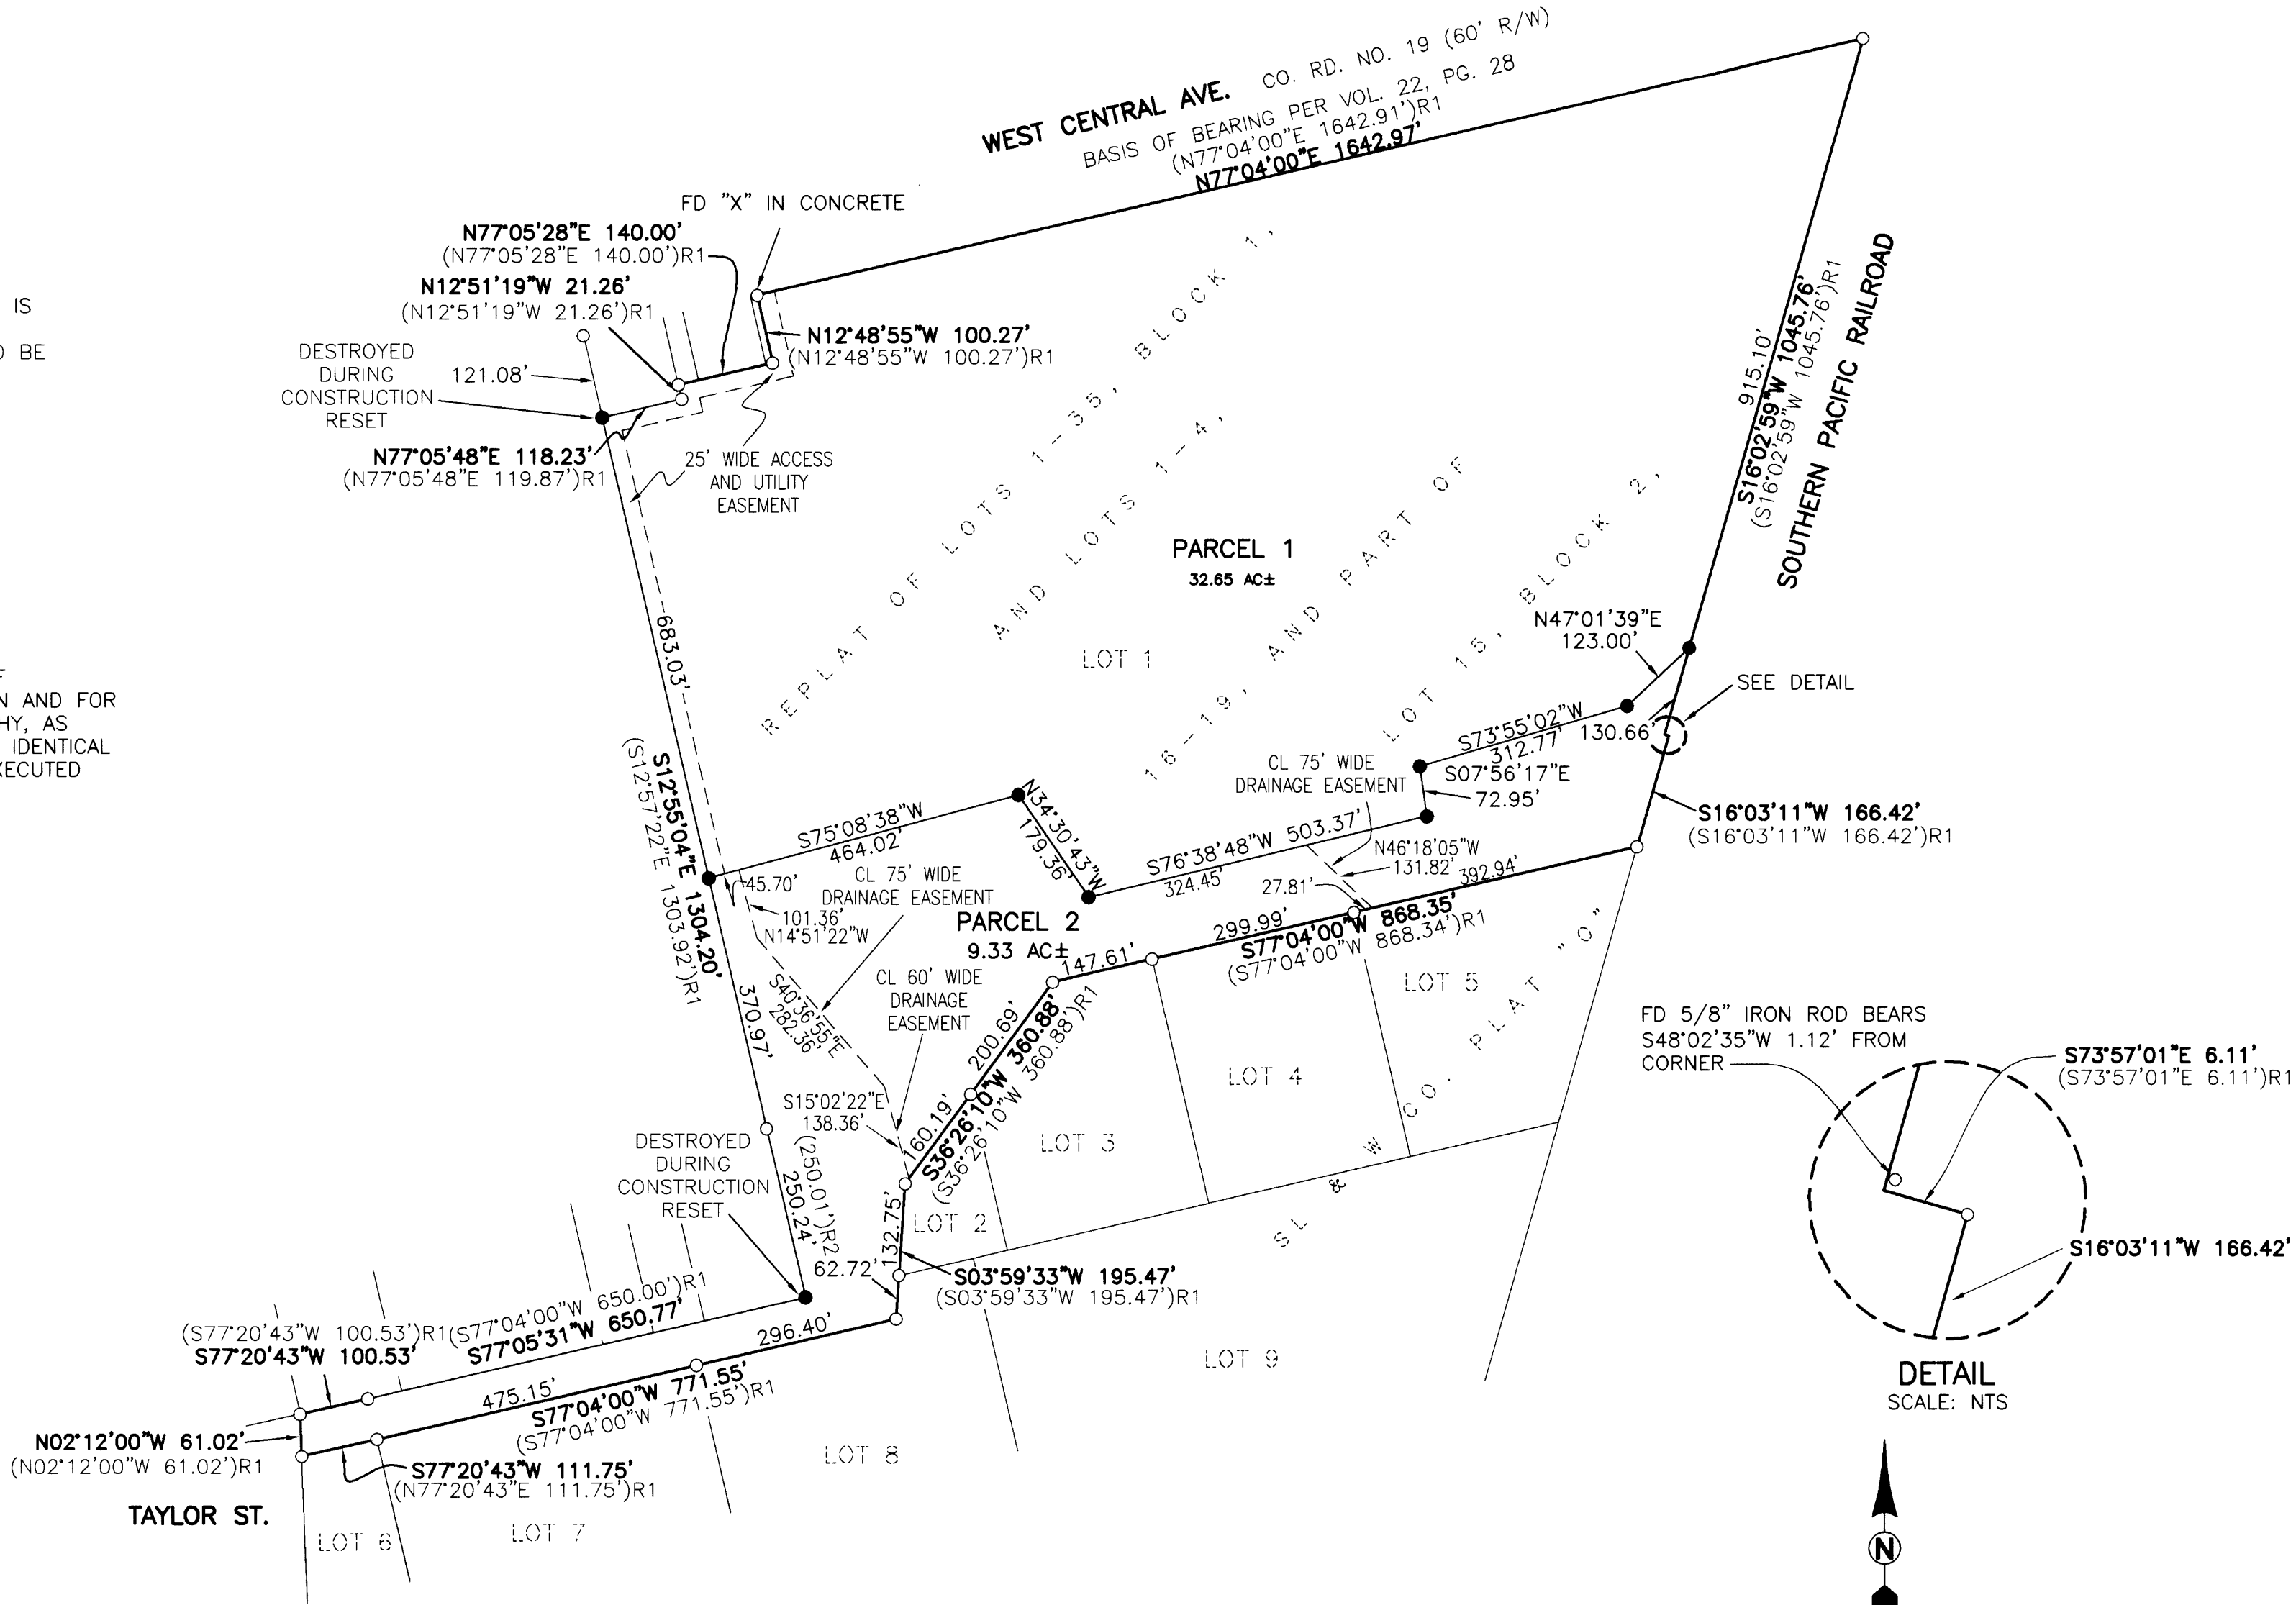 WEST CENTRAL AVE. CO. RD. NO. 19 (60' R/W)
BASIS OF BEARING PER VOL. 22, PG. 28
(N77°04'00"E 1642.91')R1
N77°04'00"E 1642.97'
FD "X" IN CONCRETE
N77°05'28"E 140.00'
(N77°05'28"E 140.00')R1
N12°51'19"W 21.26'
(N12°51'19"W 21.26')R1
N12°48'55"W 100.27'
(N12°48'55"W 100.27')R1
IS
BE
DESTROYED
DURING
CONSTRUCTION
RESET
121.08'
N77°05'48"E 118.23'
(N77°05'48"E 119.87')R1
25' WIDE ACCESS
AND UTILITY
EASEMENT
REPLAT OF LOTS 1-35, BLOCK 1,
AND LOTS 1-4,
16-19, AND PART OF
LOT 15, BLOCK 2,
PARCEL 1
32.65 AC±
LOT 1
915.10'
S16°02'59"W 1045.76'
(S16°02'59"W 1045.76')R1
SOUTHERN PACIFIC RAILROAD
N47°01'39"E
123.00'
SEE DETAIL
S73°55'02"W
312.77'
130.66'
S07°56'17"E
72.95'
CL 75' WIDE
DRAINAGE EASEMENT
S16°03'11"W 166.42'
(S16°03'11"W 166.42')R1
N AND FOR
HY, AS
IDENTICAL
XECUTED
683.03'
S12°55'04"E 1304.20'
(S12°57'22"E 1303.92')R1
S75°08'38"W
464.02'
N34°30'43"W
179.36'
S76°38'48"W 503.37'
324.45'
N46°18'05"W
131.82'
27.81'
392.94'
45.70'
101.36'
N14°51'22"W
CL 75' WIDE
DRAINAGE EASEMENT
PARCEL 2
9.33 AC±
299.99'
S77°04'00"W 868.35'
(S77°04'00"W 868.34')R1
147.61'
CL 60' WIDE
DRAINAGE
EASEMENT
S40°36'55"E
282.36'
370.97'
200.69'
S36°26'10"W 360.88'
(S36°26'10"W 360.88')R1
160.19'
S15°02'22"E
138.36'
LOT 5
LOT 4
LOT 3
LOT 2
SL & W CO. PLAT "O"
FD 5/8" IRON ROD BEARS
S48°02'35"W 1.12' FROM
CORNER
S73°57'01"E 6.11'
(S73°57'01"E 6.11')R1
S16°03'11"W 166.42'
DETAIL
SCALE: NTS
DESTROYED
DURING
CONSTRUCTION
RESET
(250.01')R2
250.24'
132.75'
62.72'
S03°59'33"W 195.47'
(S03°59'33"W 195.47')R1
(S77°20'43"W 100.53')R1
S77°20'43"W 100.53'
(S77°04'00"W 650.00')R1
S77°05'31"W 650.77'
296.40'
475.15'
S77°04'00"W 771.55'
(S77°04'00"W 771.55')R1
LOT 9
LOT 8
N02°12'00"W 61.02'
(N02°12'00"W 61.02')R1
S77°20'43"W 111.75'
(N77°20'43"E 111.75')R1
TAYLOR ST.
LOT 6
LOT 7
N